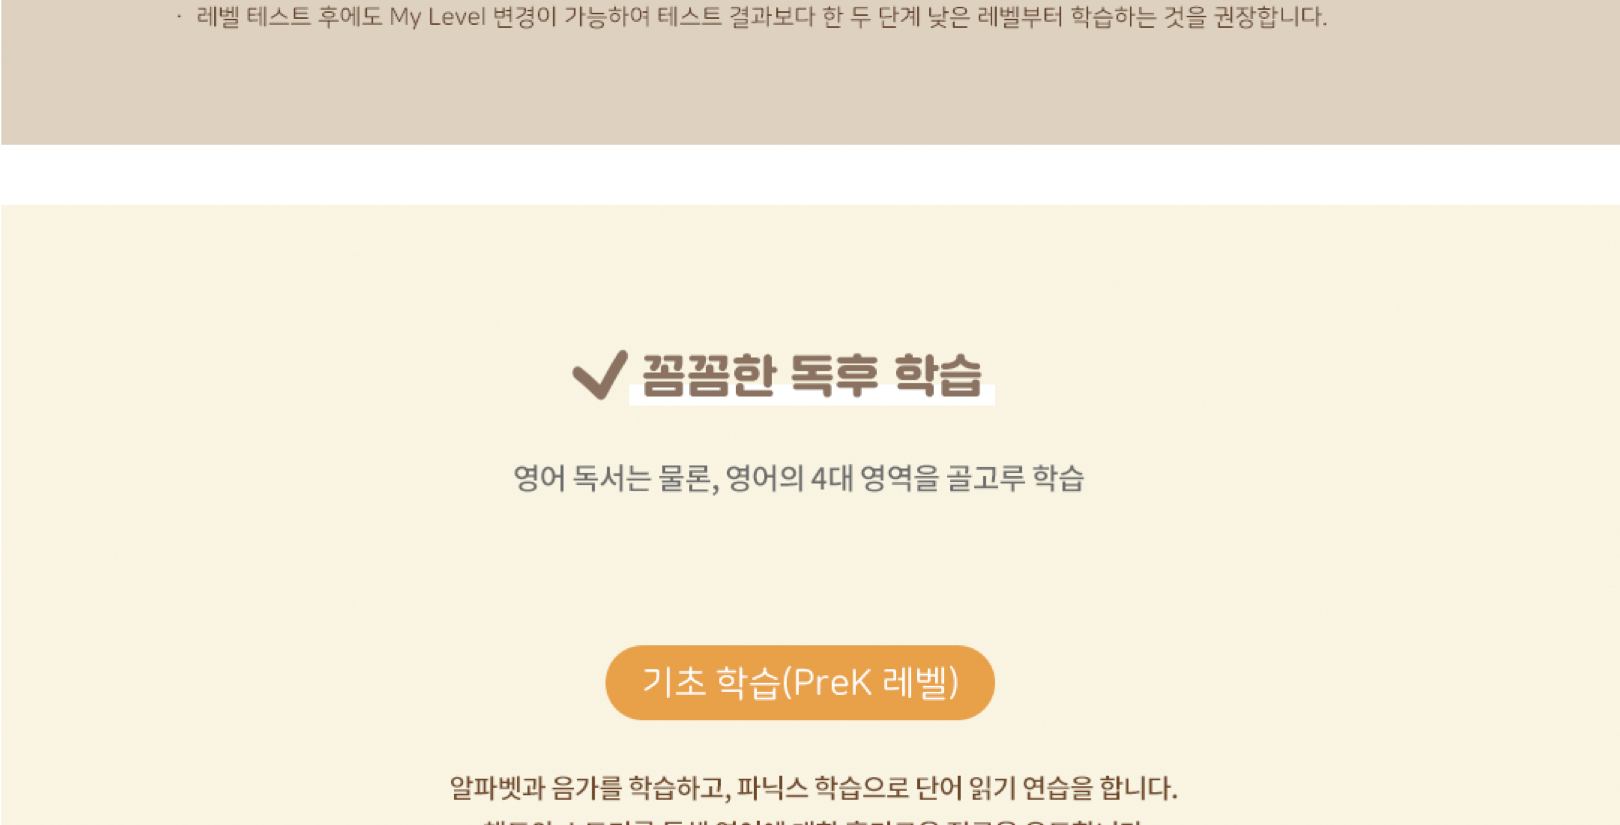 · 레벨 테스트 후에도 My Level 변경이 가능하여 테스트 결과보다 한 두 단계 낮은 레벨부터 학습하는 것을 권장합니다.
꼼꼼한 독후 학습
영어 독서는 물론, 영어의 4대 영역을 골고루 학습
기초 학습(PreK 레벨)
알파벳과 음가를 학습하고, 파닉스 학습으로 단어 읽기 연습을 합니다.